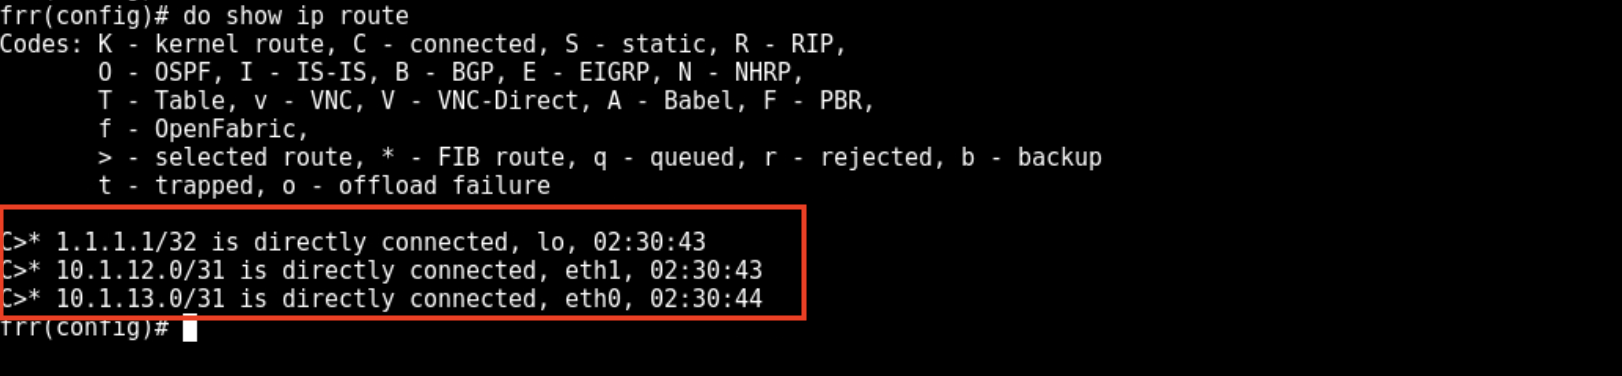 frr(config)# do show ip route
Codes: K - kernel route, C - connected, S - static, R - RIP,
       O - OSPF, I - IS-IS, B - BGP, E - EIGRP, N - NHRP,
       T - Table, v - VNC, V - VNC-Direct, A - Babel, F - PBR,
       f - OpenFabric,
       > - selected route, * - FIB route, q - queued, r - rejected, b - backup
       t - trapped, o - offload failure
C>* 1.1.1.1/32 is directly connected, lo, 02:30:43
C>* 10.1.12.0/31 is directly connected, eth1, 02:30:43
C>* 10.1.13.0/31 is directly connected, eth0, 02:30:44
frr(config)#